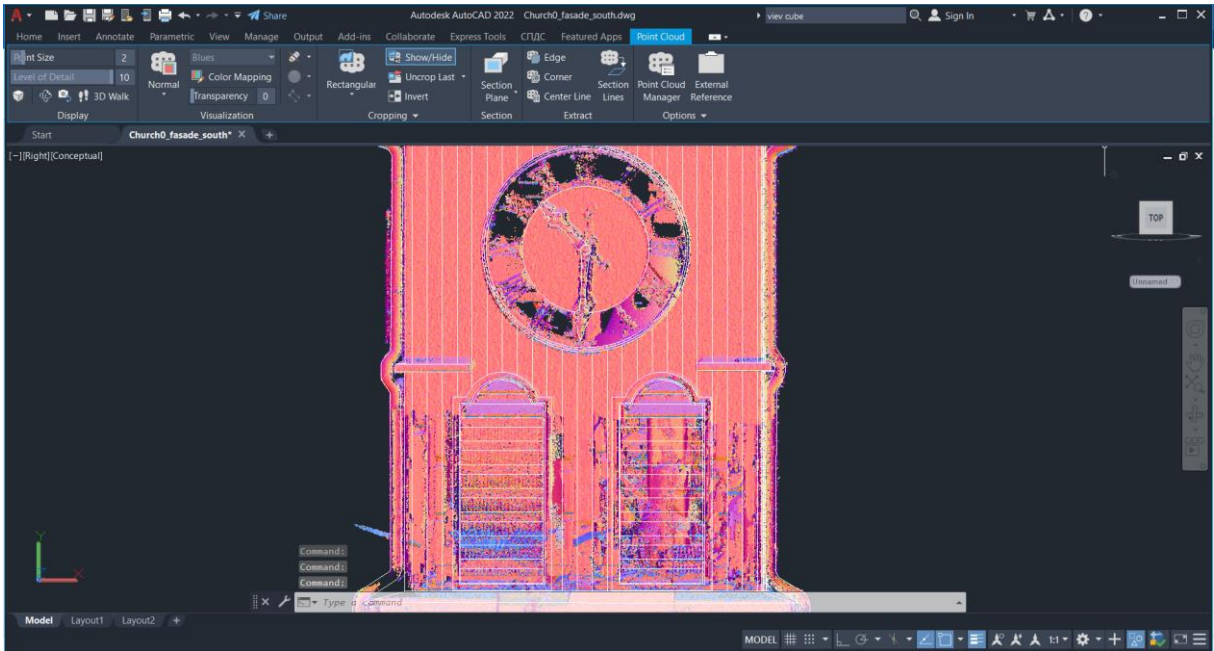 A Share Autodesk AutoCAD 2022 Church0_fasade_south.dwg viev cube Sign In
Home Insert Annotate Parametric View Manage Output Add-ins Collaborate Express Tools СПДС Featured Apps Point Cloud
Point Size 2 Blues Show/Hide Edge
Level of Detail 10 Normal Color Mapping Rectangular Uncrop Last Section Plane Corner Section Lines Point Cloud Manager External Reference
3D Walk Transparency 0 Invert Center Line
Display Visualization Cropping Section Extract Options
Start Church0_fasade_south* X +
[−][Right][Conceptual]
TOP
Unnamed
Y
X
Command:
Command:
Command:
Type a command
Model Layout1 Layout2 +
MODEL 1:1